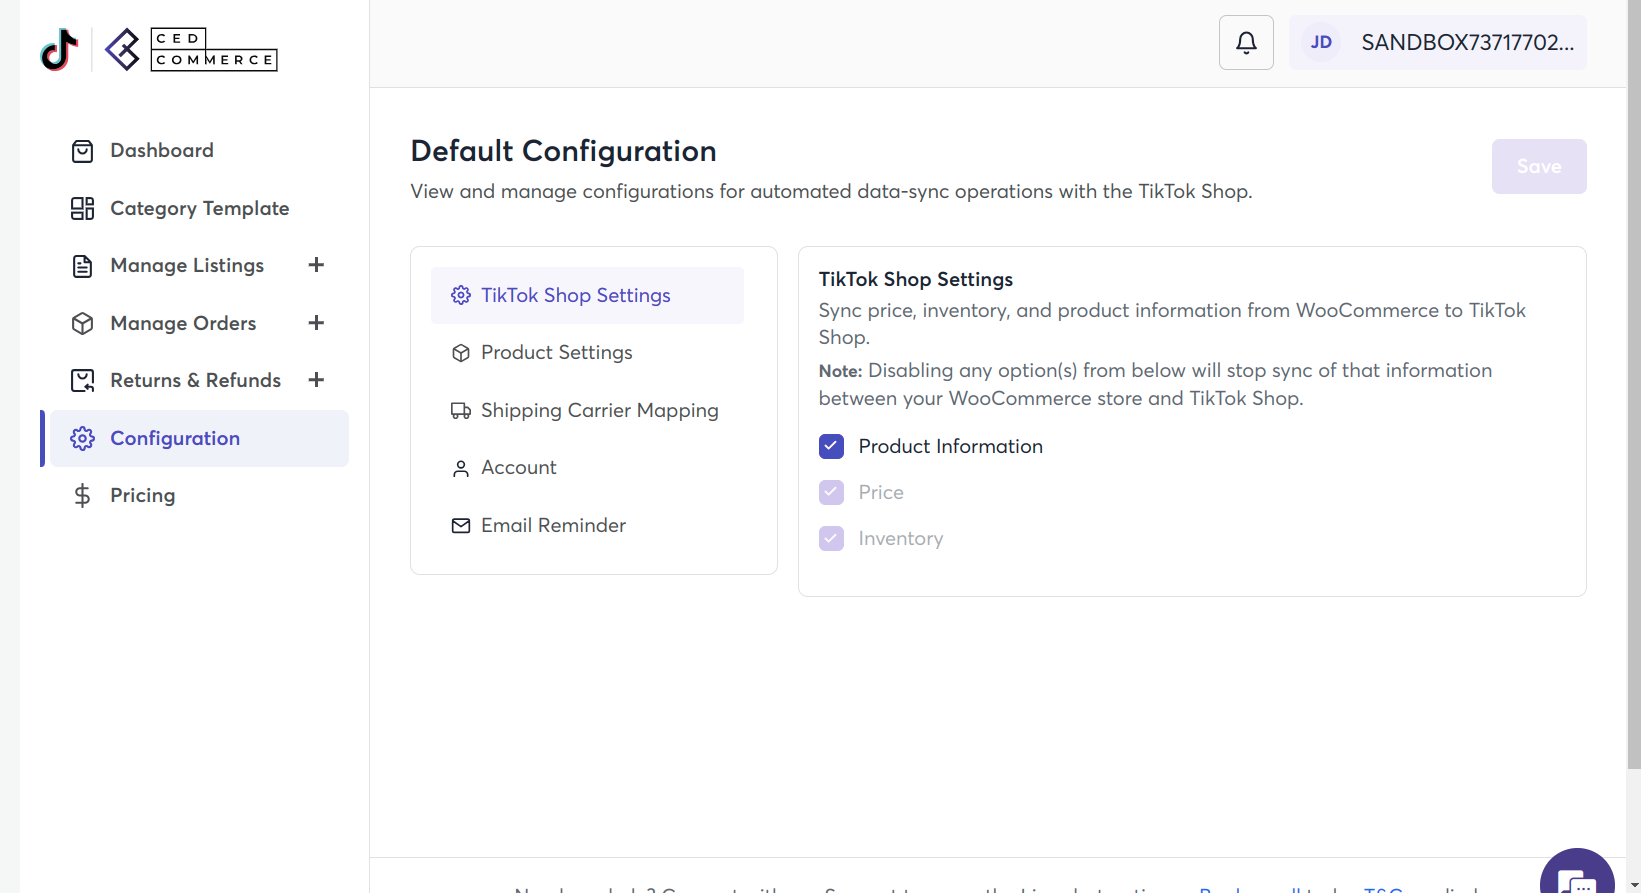 CED
COMMERCE
JD
SANDBOX73717702...
Dashboard
Category Template
Manage Listings
Manage Orders
Returns & Refunds
Configuration
Pricing
Default Configuration
View and manage configurations for automated data-sync operations with the TikTok Shop.
Save
TikTok Shop Settings
Product Settings
Shipping Carrier Mapping
Account
Email Reminder
TikTok Shop Settings
Sync price, inventory, and product information from WooCommerce to TikTok
Shop.
Note: Disabling any option(s) from below will stop sync of that information
between your WooCommerce store and TikTok Shop.
Product Information
Price
Inventory